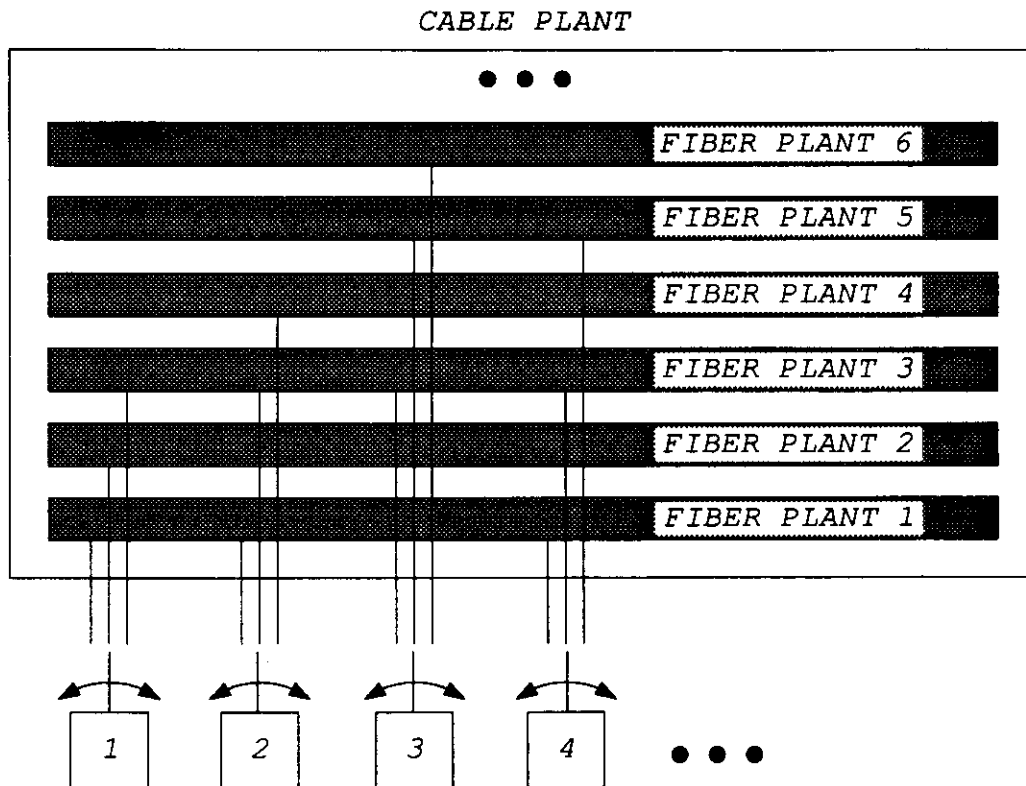 CABLE PLANT
FIBER PLANT 6
FIBER PLANT 5
FIBER PLANT 4
FIBER PLANT 3
FIBER PLANT 2
FIBER PLANT 1
1 2 3 4